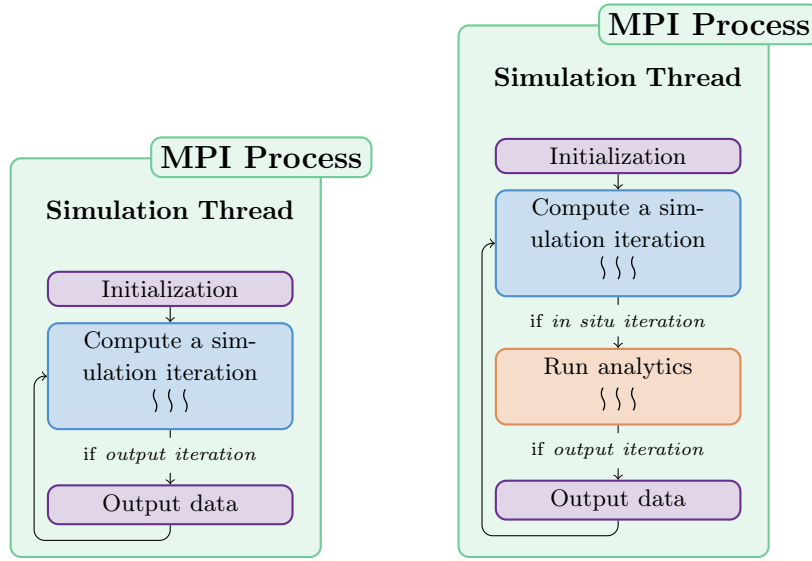 MPI Process
Simulation Thread
Initialization
Compute a sim-
ulation iteration
if output iteration
Output data
MPI Process
Simulation Thread
Initialization
Compute a sim-
ulation iteration
if in situ iteration
Run analytics
if output iteration
Output data